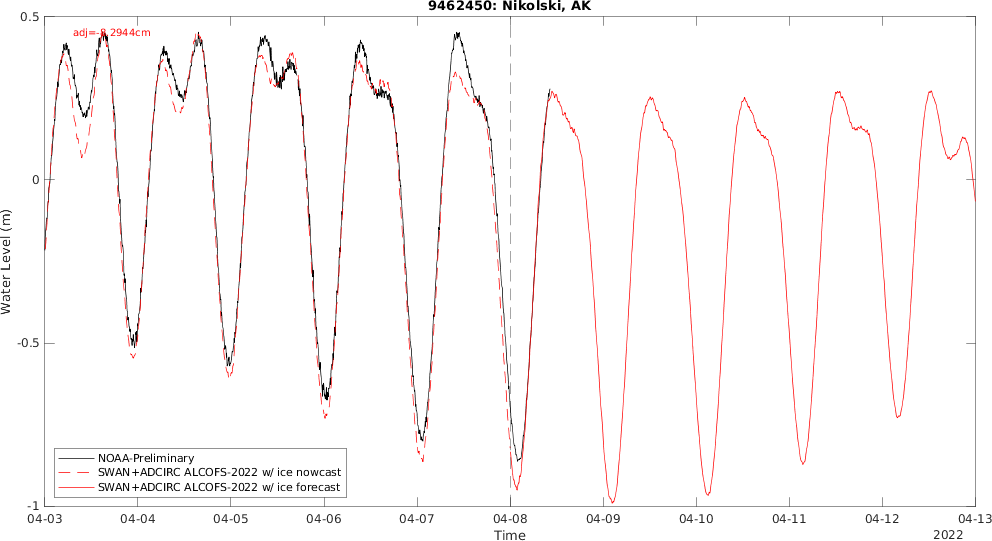 9462450: Nikolski, AK
adj=-8.2944cm
0.5
0
-0.5
-1
Water Level (m)
NOAA-Preliminary
SWAN+ADCIRC ALCOFS-2022 w/ ice nowcast
SWAN+ADCIRC ALCOFS-2022 w/ ice forecast
04-03 04-04 04-05 04-06 04-07 04-08 04-09 04-10 04-11 04-12 04-13
Time
2022